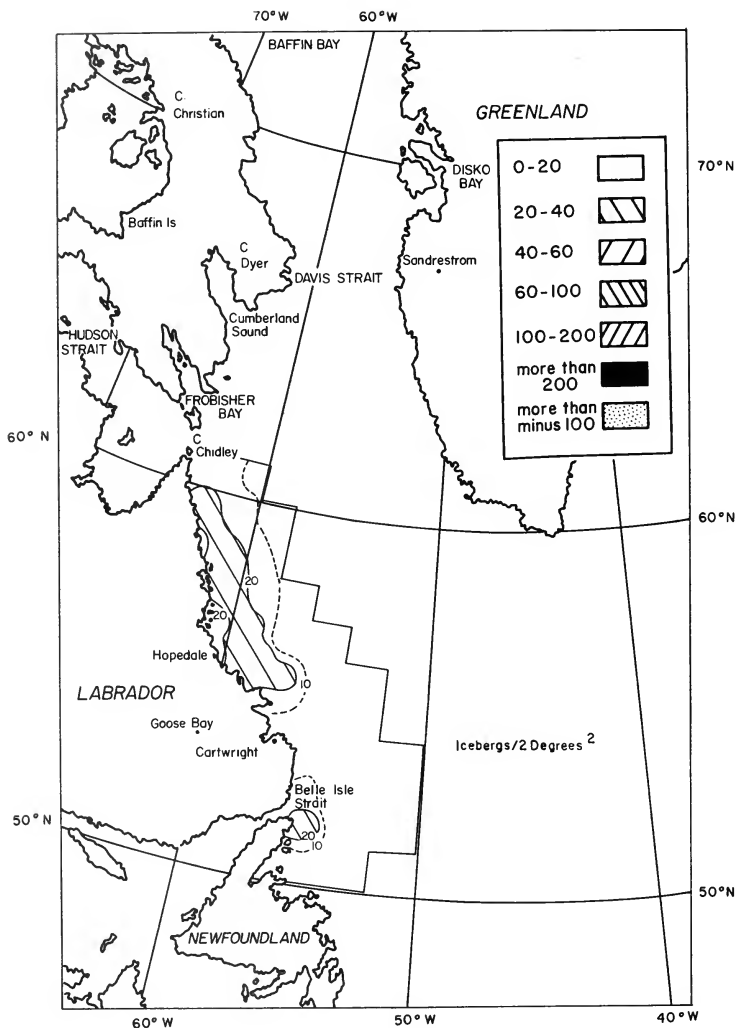 70° W
60° W
BAFFIN BAY
C.
Christian
GREENLAND
DISKO
BAY
70° N
Baffin Is
C
Dyer
Sandrestrom
DAVIS STRAIT
Cumberland
Sound
HUDSON
STRAIT
FROBISHER
BAY
60° N
C
Chidley
0-20
20-40
40-60
60-100
100-200
more than
200
more than
minus 100
60° N
20
20
Hopedale
10
LABRADOR
Goose Bay
Cartwright
Icebergs/2 Degrees 2
Belle Isle
Strait
50° N
20
10
50° N
NEWFOUNDLAND
60° W
50° W
40° W